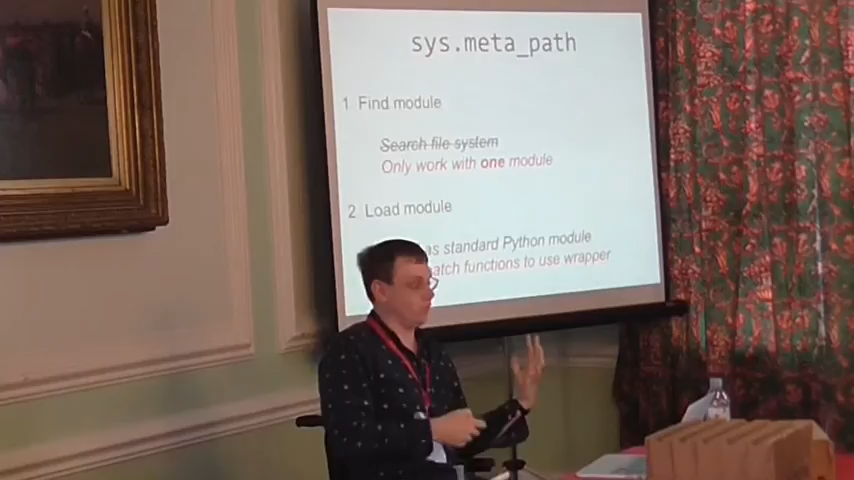 sys.meta_path
1 Find module
Search file system
Only work with one module
2 Load module
as standard Python module
functions to use wrapper